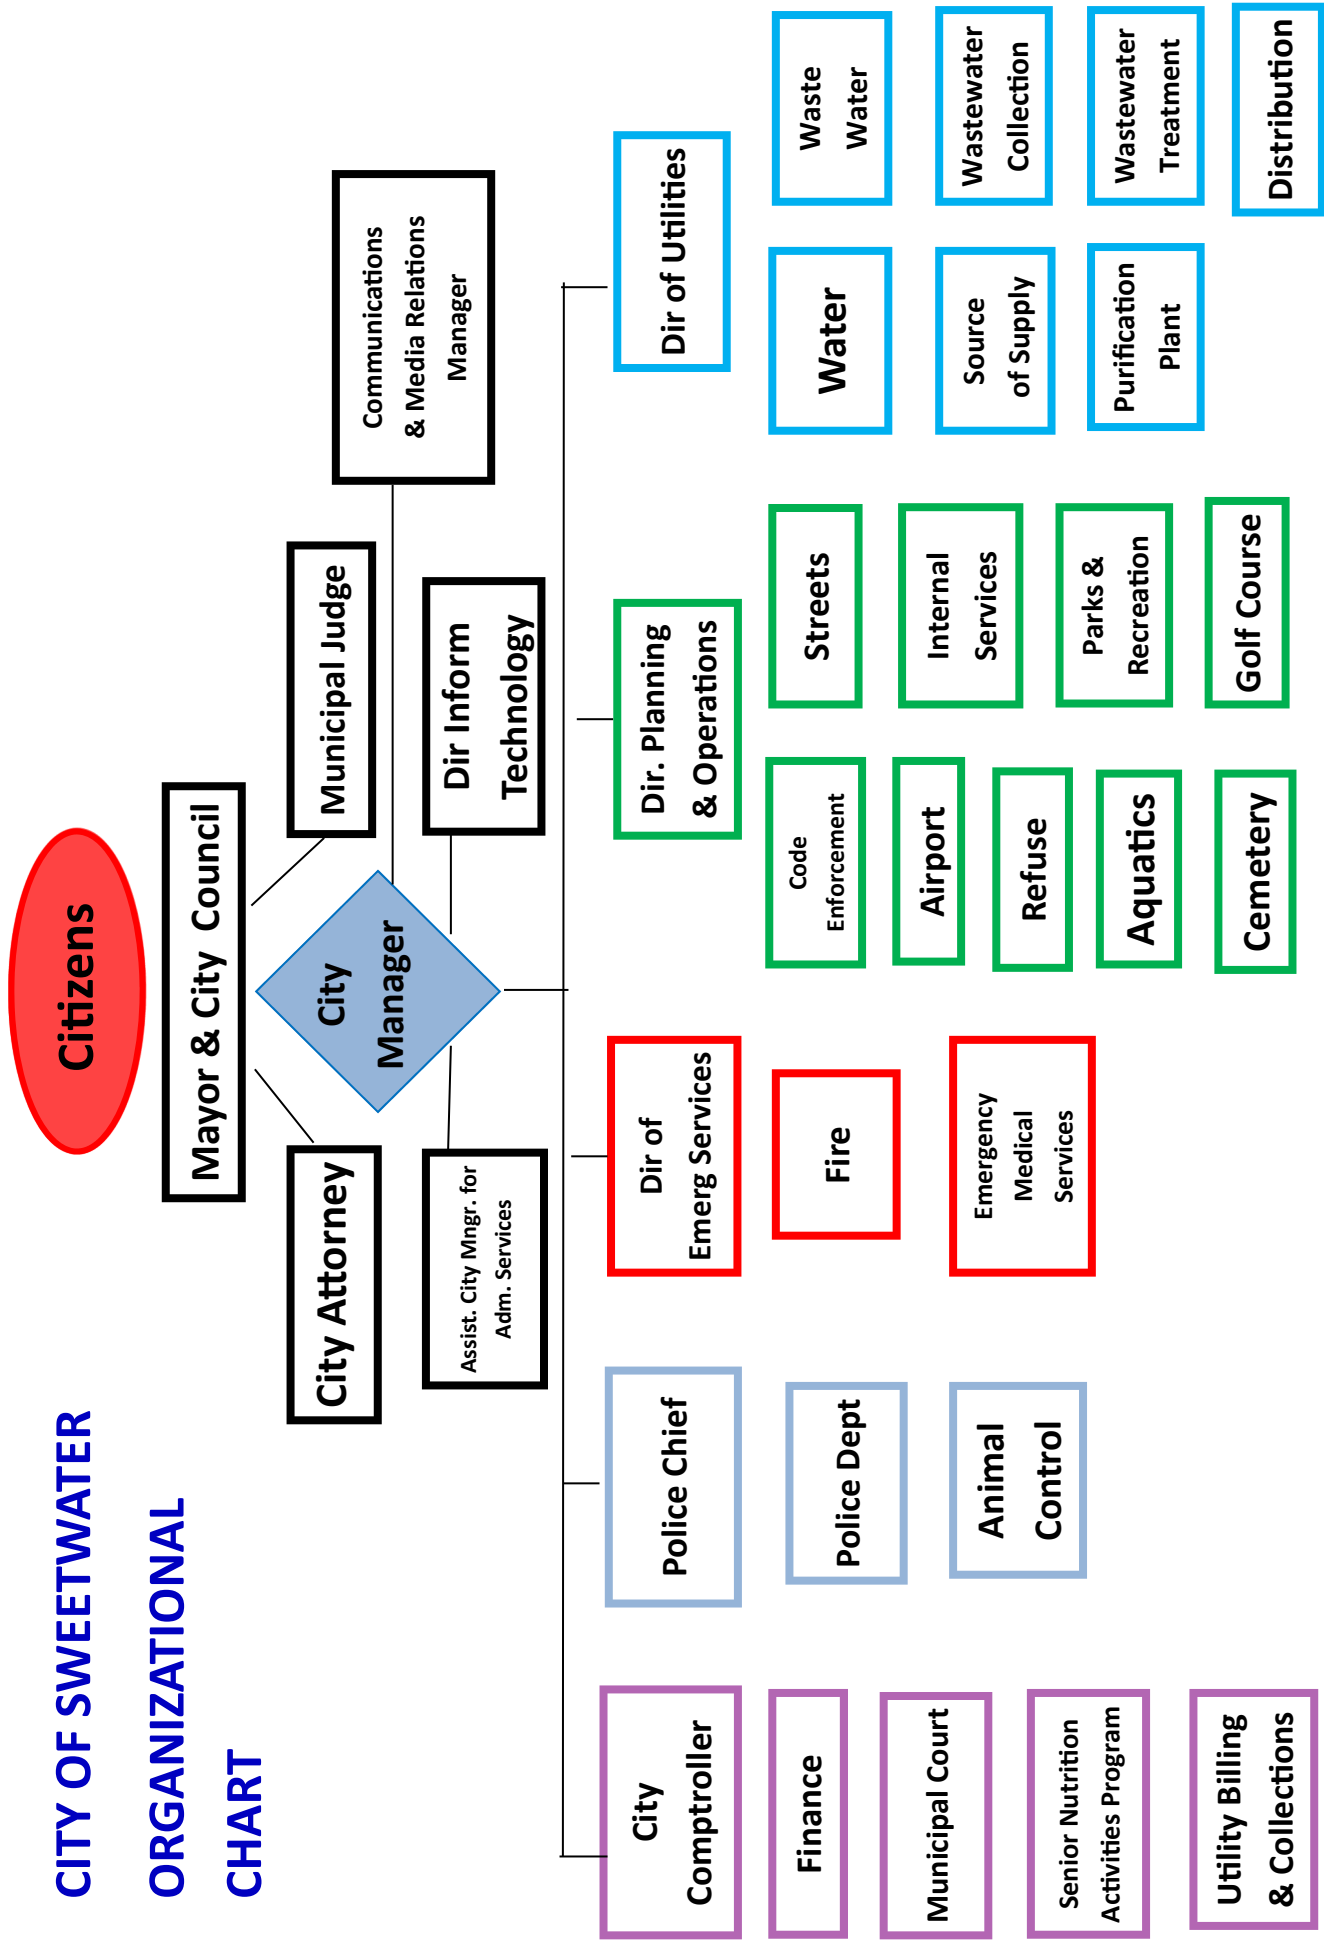 CITY OF SWEETWATER
ORGANIZATIONAL
CHART
Citizens
Mayor & City Council
City Attorney
Municipal Judge
City
Manager
Communications
& Media Relations
Manager
Assist. City Mngr. for
Adm. Services
Dir Inform
Technology
City
Comptroller
Finance
Municipal Court
Senior Nutrition
Activities Program
Utility Billing
& Collections
Police Chief
Police Dept
Animal
Control
Dir of
Emerg Services
Fire
Emergency
Medical
Services
Dir. Planning
& Operations
Code
Enforcement
Airport
Refuse
Aquatics
Cemetery
Streets
Internal
Services
Parks &
Recreation
Golf Course
Dir of Utilities
Water
Source
of Supply
Purification
Plant
Waste
Water
Wastewater
Collection
Wastewater
Treatment
Distribution